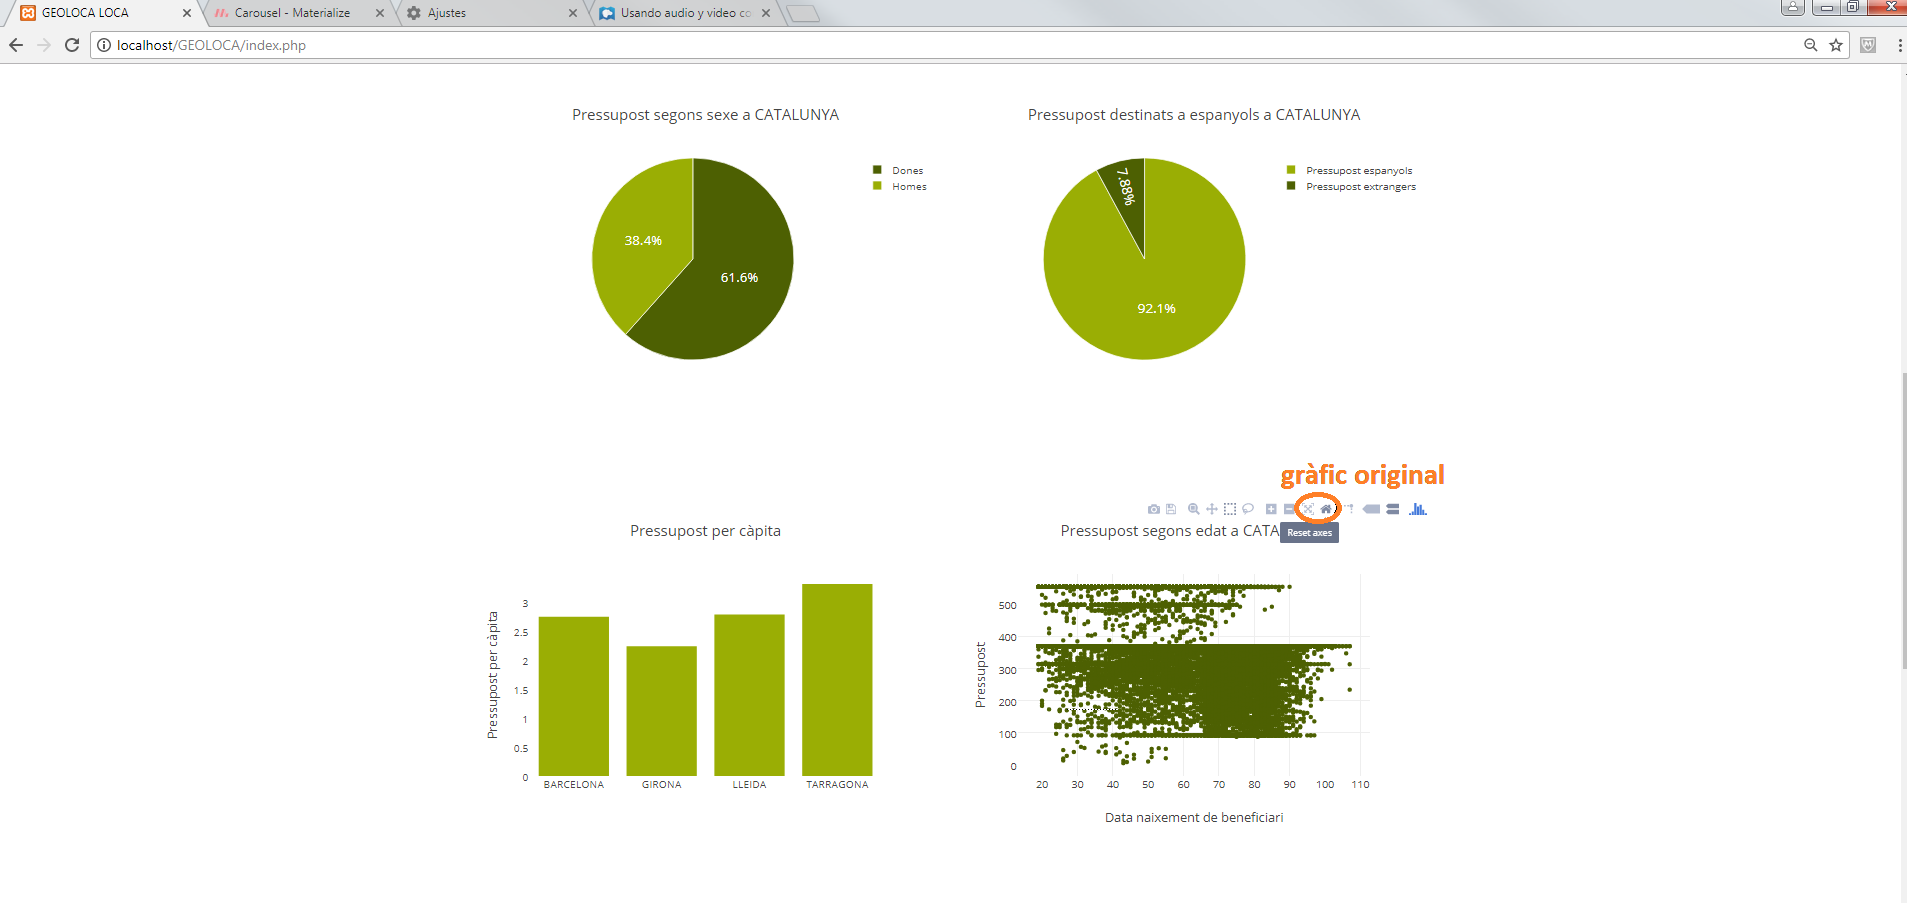 GEOLOCA LOCA
Carousel - Materialize
Ajustes
Usando audio y video co
localhost/GEOLOCA/index.php
Pressupost segons sexe a CATALUNYA
Dones
Homes
38.4%
61.6%
Pressupost destinats a espanyols a CATALUNYA
Pressupost espanyols
Pressupost extrangers
7.88%
92.1%
gràfic original
Reset axes
Pressupost per càpita
Pressupost per càpita
3
2.5
2
1.5
1
0.5
0
BARCELONA GIRONA LLEIDA TARRAGONA
Pressupost segons edat a CATA
Pressupost
500
400
300
200
100
0
20 30 40 50 60 70 80 90 100 110
Data naixement de beneficiari